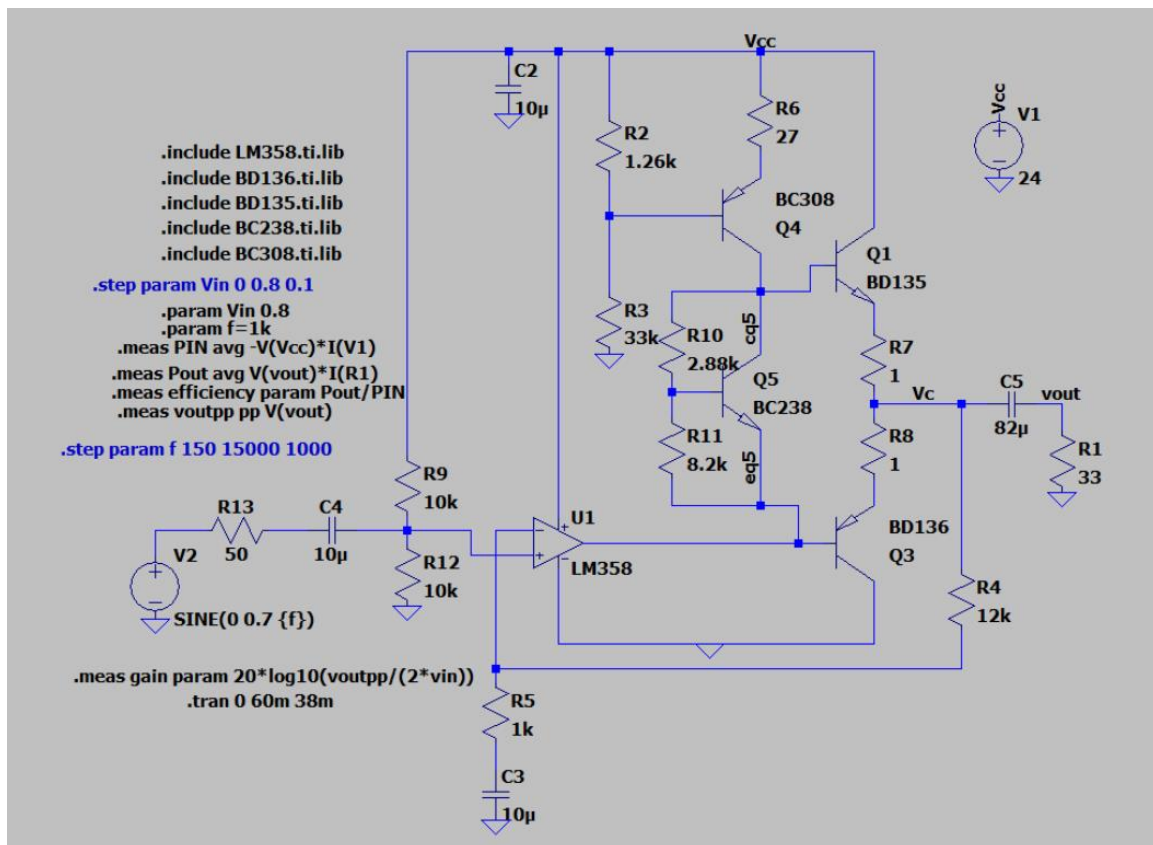 Vcc
C2
10µ
R6
27
Vcc
V1
24
R2
1.26k
.include LM358.ti.lib
.include BD136.ti.lib
.include BD135.ti.lib
.include BC238.ti.lib
.include BC308.ti.lib
BC308
Q4
Q1
BD135
.step param Vin 0 0.8 0.1
.param Vin 0.8
.param f=1k
.meas PIN avg -V(Vcc)*I(V1)
.meas Pout avg V(vout)*I(R1)
.meas efficiency param Pout/PIN
.meas voutpp pp V(vout)
R3
33k
R10
2.88k
cq5
Q5
BC238
R7
1
Vc
C5
82µ
vout
R11
8.2k
eq5
R8
1
R1
33
.step param f 150 15000 1000
R9
10k
R13
50
C4
10µ
V2
SINE(0 0.7 {f})
R12
10k
U1
LM358
BD136
Q3
R4
12k
.meas gain param 20*log10(voutpp/(2*vin))
.tran 0 60m 38m
R5
1k
C3
10µ